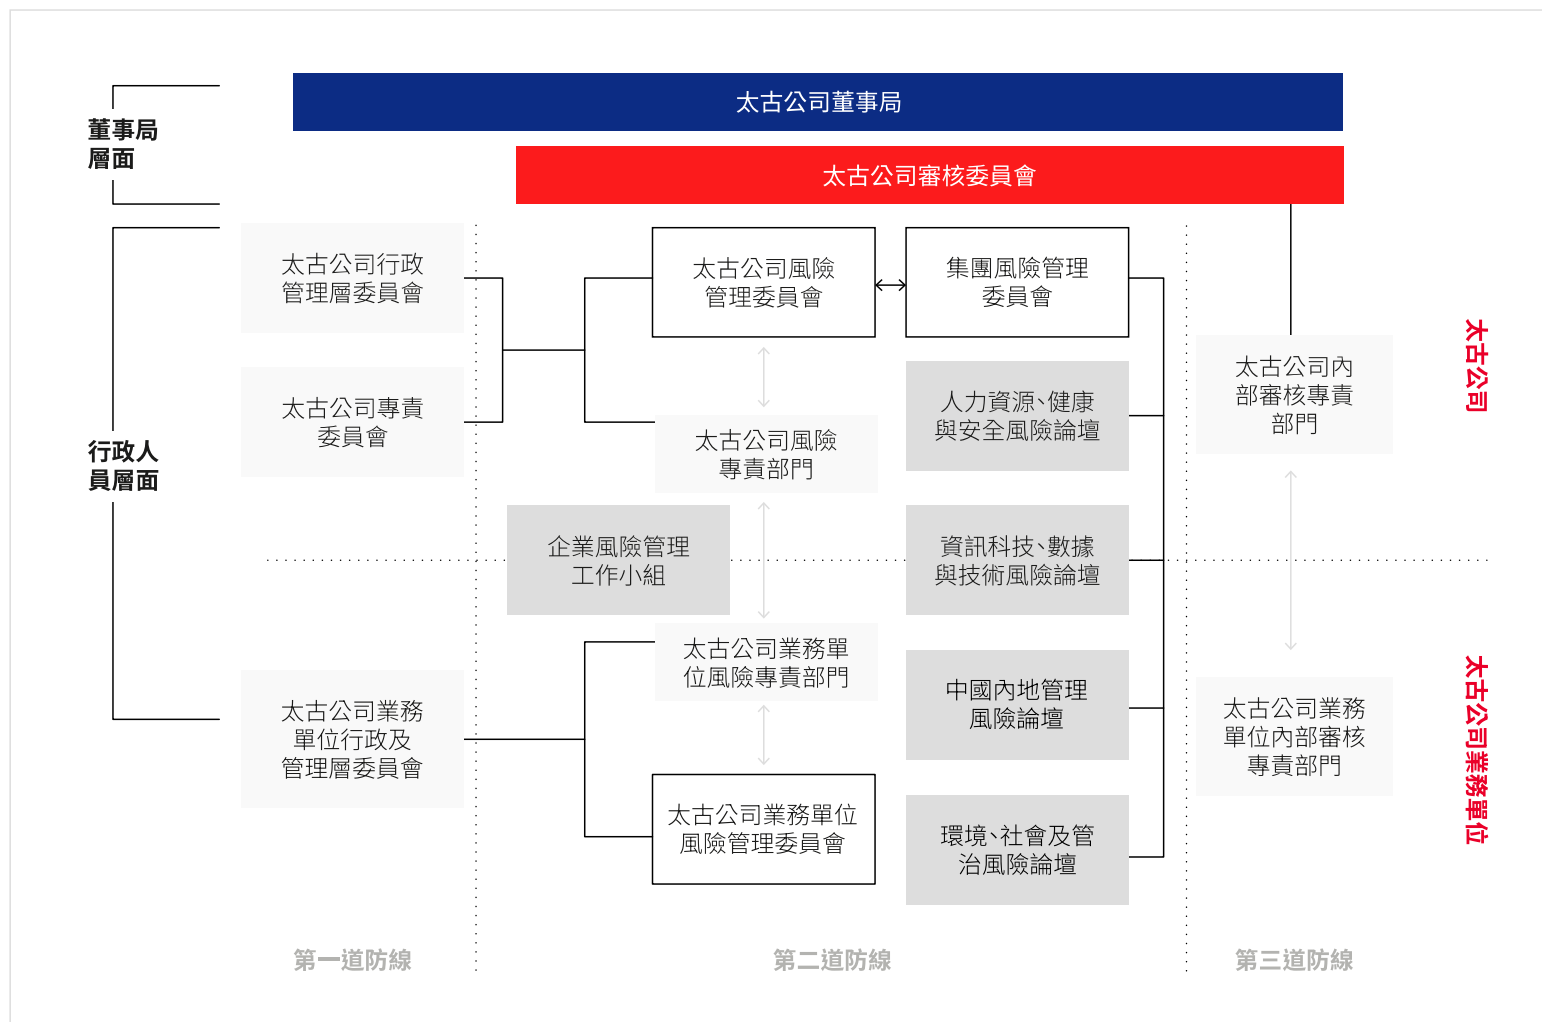 太古公司董事局
董事局
層面
太古公司審核委員會
太古公司行政
管理層委員會
太古公司風險
管理委員會
集團風險管理
委員會
太古公司內
部審核專責
部門
太古公司
太古公司專責
委員會
人力資源、健康
與安全風險論壇
行政人
員層面
太古公司風險
專責部門
企業風險管理
工作小組
資訊科技、數據
與技術風險論壇
太古公司業務單
位風險專責部門
中國內地管理
風險論壇
太古公司業務
單位行政及
管理層委員會
太古公司業務
單位內部審核
專責部門
太古公司業務單位
太古公司業務單位
風險管理委員會
環境、社會及管
治風險論壇
第一道防線
第二道防線
第三道防線